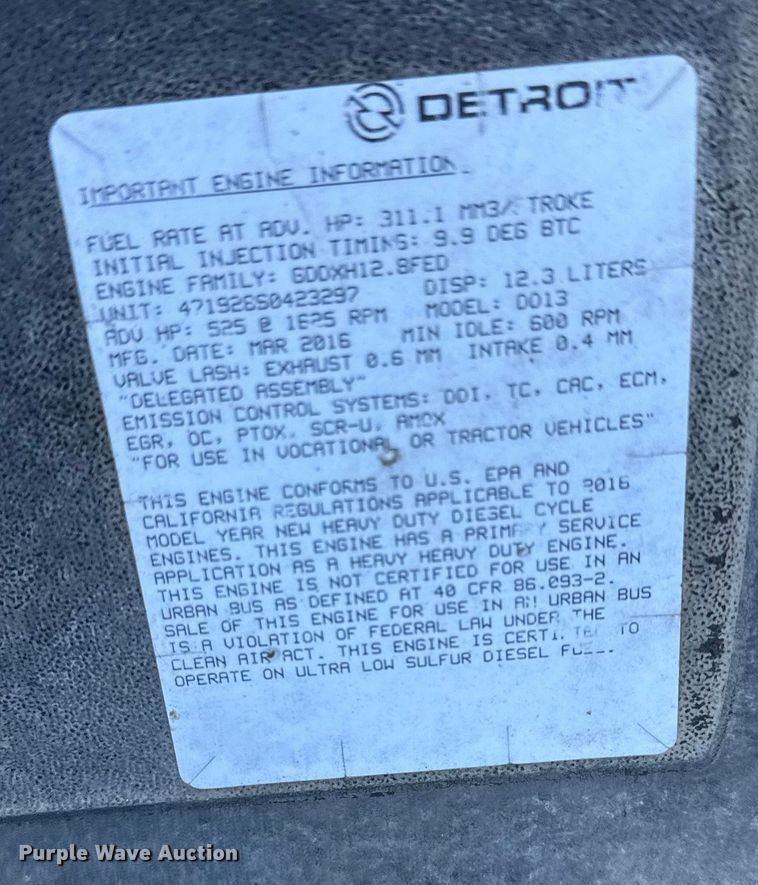 DETROIT
IMPORTANT ENGINE INFORMATION
FUEL RATE AT ADV. HP: 311.1 MM3/ TROKE
INITIAL INJECTION TIMING: 9.9 DEG BTC
ENGINE FAMILY: GDDXH12.8FED
UNIT: 471926S0423297 DISP: 12.3 LITERS
ADV HP: 525 @ 1625 RPM MODEL: DD13
MFG. DATE: MAR 2016 MIN IDLE: 600 RPM
VALVE LASH: EXHAUST 0.6 MM INTAKE 0.4 MM
"DELEGATED ASSEMBLY"
EMISSION CONTROL SYSTEMS: DDI, TC, CAC, ECM,
EGR, OC, PTOX, SCR-U, AMOX
"FOR USE IN VOCATIONAL OR TRACTOR VEHICLES"
THIS ENGINE CONFORMS TO U.S. EPA AND
CALIFORNIA REGULATIONS APPLICABLE TO 2016
MODEL YEAR NEW HEAVY DUTY DIESEL CYCLE
ENGINES. THIS ENGINE HAS A PRIMARY SERVICE
APPLICATION AS A HEAVY HEAVY DUTY ENGINE.
THIS ENGINE IS NOT CERTIFIED FOR USE IN AN
URBAN BUS AS DEFINED AT 40 CFR 86.093-2.
SALE OF THIS ENGINE FOR USE IN AN URBAN BUS
IS A VIOLATION OF FEDERAL LAW UNDER THE
CLEAN AIR ACT. THIS ENGINE IS CERTIFIED TO
OPERATE ON ULTRA LOW SULFUR DIESEL FUEL.
Purple Wave Auction